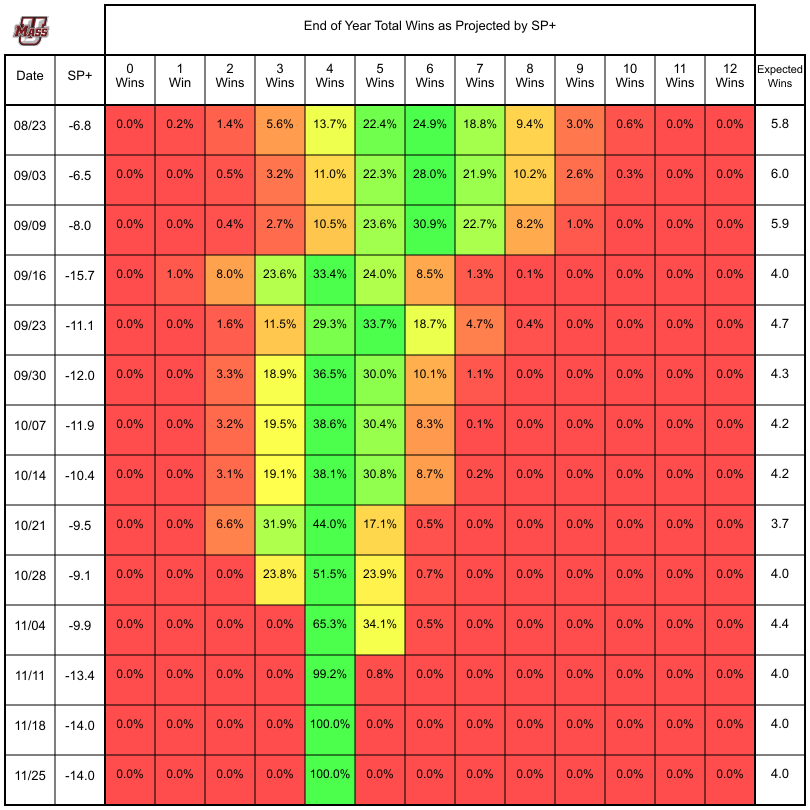 U
MASS
End of Year Total Wins as Projected by SP+
Date SP+ 0 Wins 1 Win 2 Wins 3 Wins 4 Wins 5 Wins 6 Wins 7 Wins 8 Wins 9 Wins 10 Wins 11 Wins 12 Wins Expected Wins
08/23 -6.8 0.0% 0.2% 1.4% 5.6% 13.7% 22.4% 24.9% 18.8% 9.4% 3.0% 0.6% 0.0% 0.0% 5.8
09/03 -6.5 0.0% 0.0% 0.5% 3.2% 11.0% 22.3% 28.0% 21.9% 10.2% 2.6% 0.3% 0.0% 0.0% 6.0
09/09 -8.0 0.0% 0.0% 0.4% 2.7% 10.5% 23.6% 30.9% 22.7% 8.2% 1.0% 0.0% 0.0% 0.0% 5.9
09/16 -15.7 0.0% 1.0% 8.0% 23.6% 33.4% 24.0% 8.5% 1.3% 0.1% 0.0% 0.0% 0.0% 0.0% 4.0
09/23 -11.1 0.0% 0.0% 1.6% 11.5% 29.3% 33.7% 18.7% 4.7% 0.4% 0.0% 0.0% 0.0% 0.0% 4.7
09/30 -12.0 0.0% 0.0% 3.3% 18.9% 36.5% 30.0% 10.1% 1.1% 0.0% 0.0% 0.0% 0.0% 0.0% 4.3
10/07 -11.9 0.0% 0.0% 3.2% 19.5% 38.6% 30.4% 8.3% 0.1% 0.0% 0.0% 0.0% 0.0% 0.0% 4.2
10/14 -10.4 0.0% 0.0% 3.1% 19.1% 38.1% 30.8% 8.7% 0.2% 0.0% 0.0% 0.0% 0.0% 0.0% 4.2
10/21 -9.5 0.0% 0.0% 6.6% 31.9% 44.0% 17.1% 0.5% 0.0% 0.0% 0.0% 0.0% 0.0% 0.0% 3.7
10/28 -9.1 0.0% 0.0% 0.0% 23.8% 51.5% 23.9% 0.7% 0.0% 0.0% 0.0% 0.0% 0.0% 0.0% 4.0
11/04 -9.9 0.0% 0.0% 0.0% 0.0% 65.3% 34.1% 0.5% 0.0% 0.0% 0.0% 0.0% 0.0% 0.0% 4.4
11/11 -13.4 0.0% 0.0% 0.0% 0.0% 99.2% 0.8% 0.0% 0.0% 0.0% 0.0% 0.0% 0.0% 0.0% 4.0
11/18 -14.0 0.0% 0.0% 0.0% 0.0% 100.0% 0.0% 0.0% 0.0% 0.0% 0.0% 0.0% 0.0% 0.0% 4.0
11/25 -14.0 0.0% 0.0% 0.0% 0.0% 100.0% 0.0% 0.0% 0.0% 0.0% 0.0% 0.0% 0.0% 0.0% 4.0